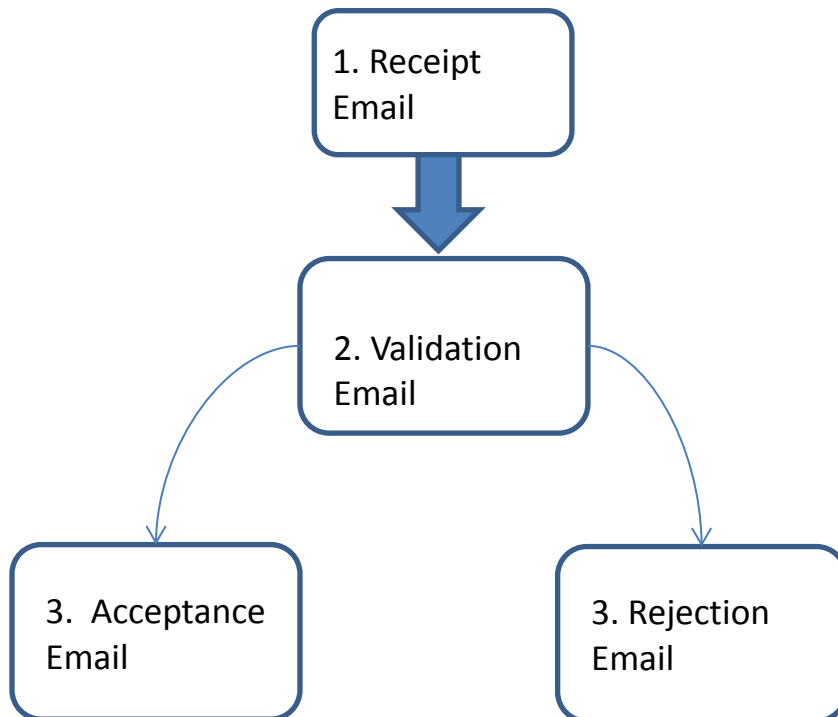 1. Receipt
Email
2. Validation
Email
3. Acceptance
Email
3. Rejection
Email